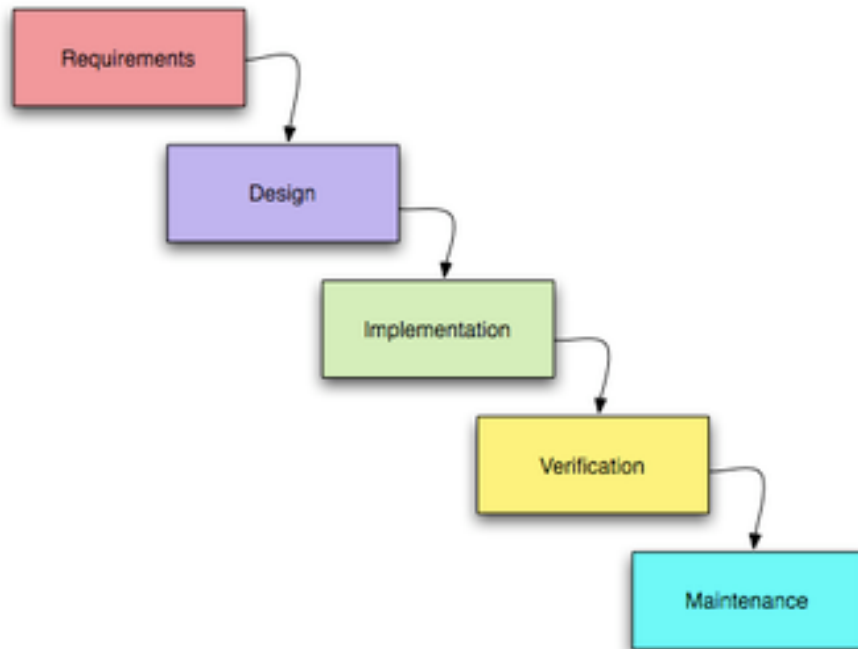 Requirements
Design
Implementation
Verification
Maintenance